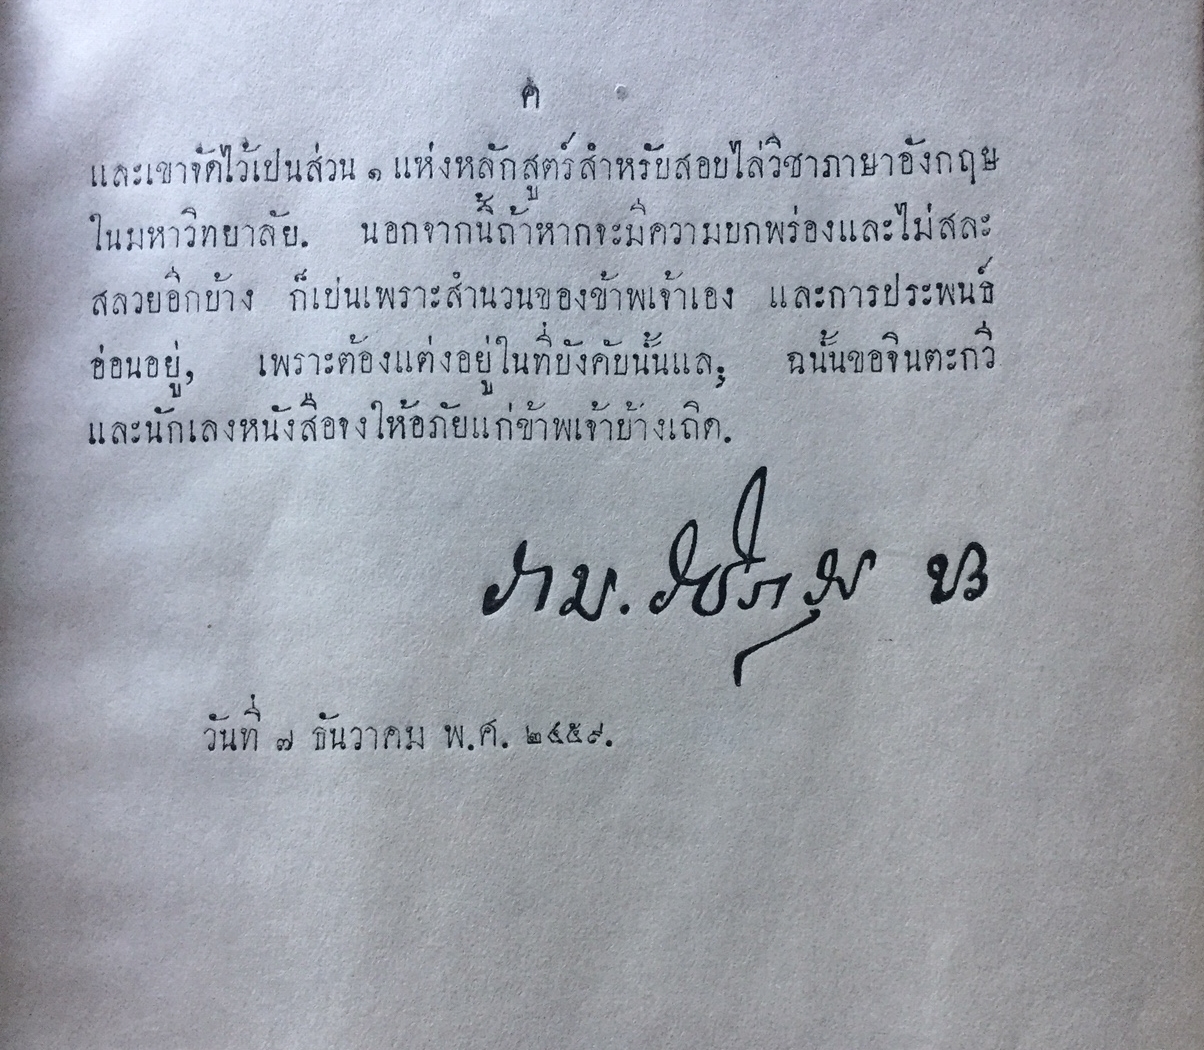 ค
และเขาจัดไว้เปนส่วน ๑ แห่งหลักสูตร์สำหรับสอบไล่วิชาภาษาอังกฤษ
ในมหาวิทยาลัย. นอกจากนี้ถ้าหากจะมีความบกพร่องและไม่สละ
สลวยอีกบ้าง ก็เป็นเพราะสำนวนของข้าพเจ้าเอง และการประพนธ์
อ่อนอยู่, เพราะต้องแต่งอยู่ในที่บังคับนั้นแล; ฉนั้นขอจินตะกวี
และนักเลงหนังสือจงให้อภัยแก่ข้าพเจ้าบ้างเถิด.
วันที่ ๗ ธันวาคม พ.ศ. ๒๔๕๙.